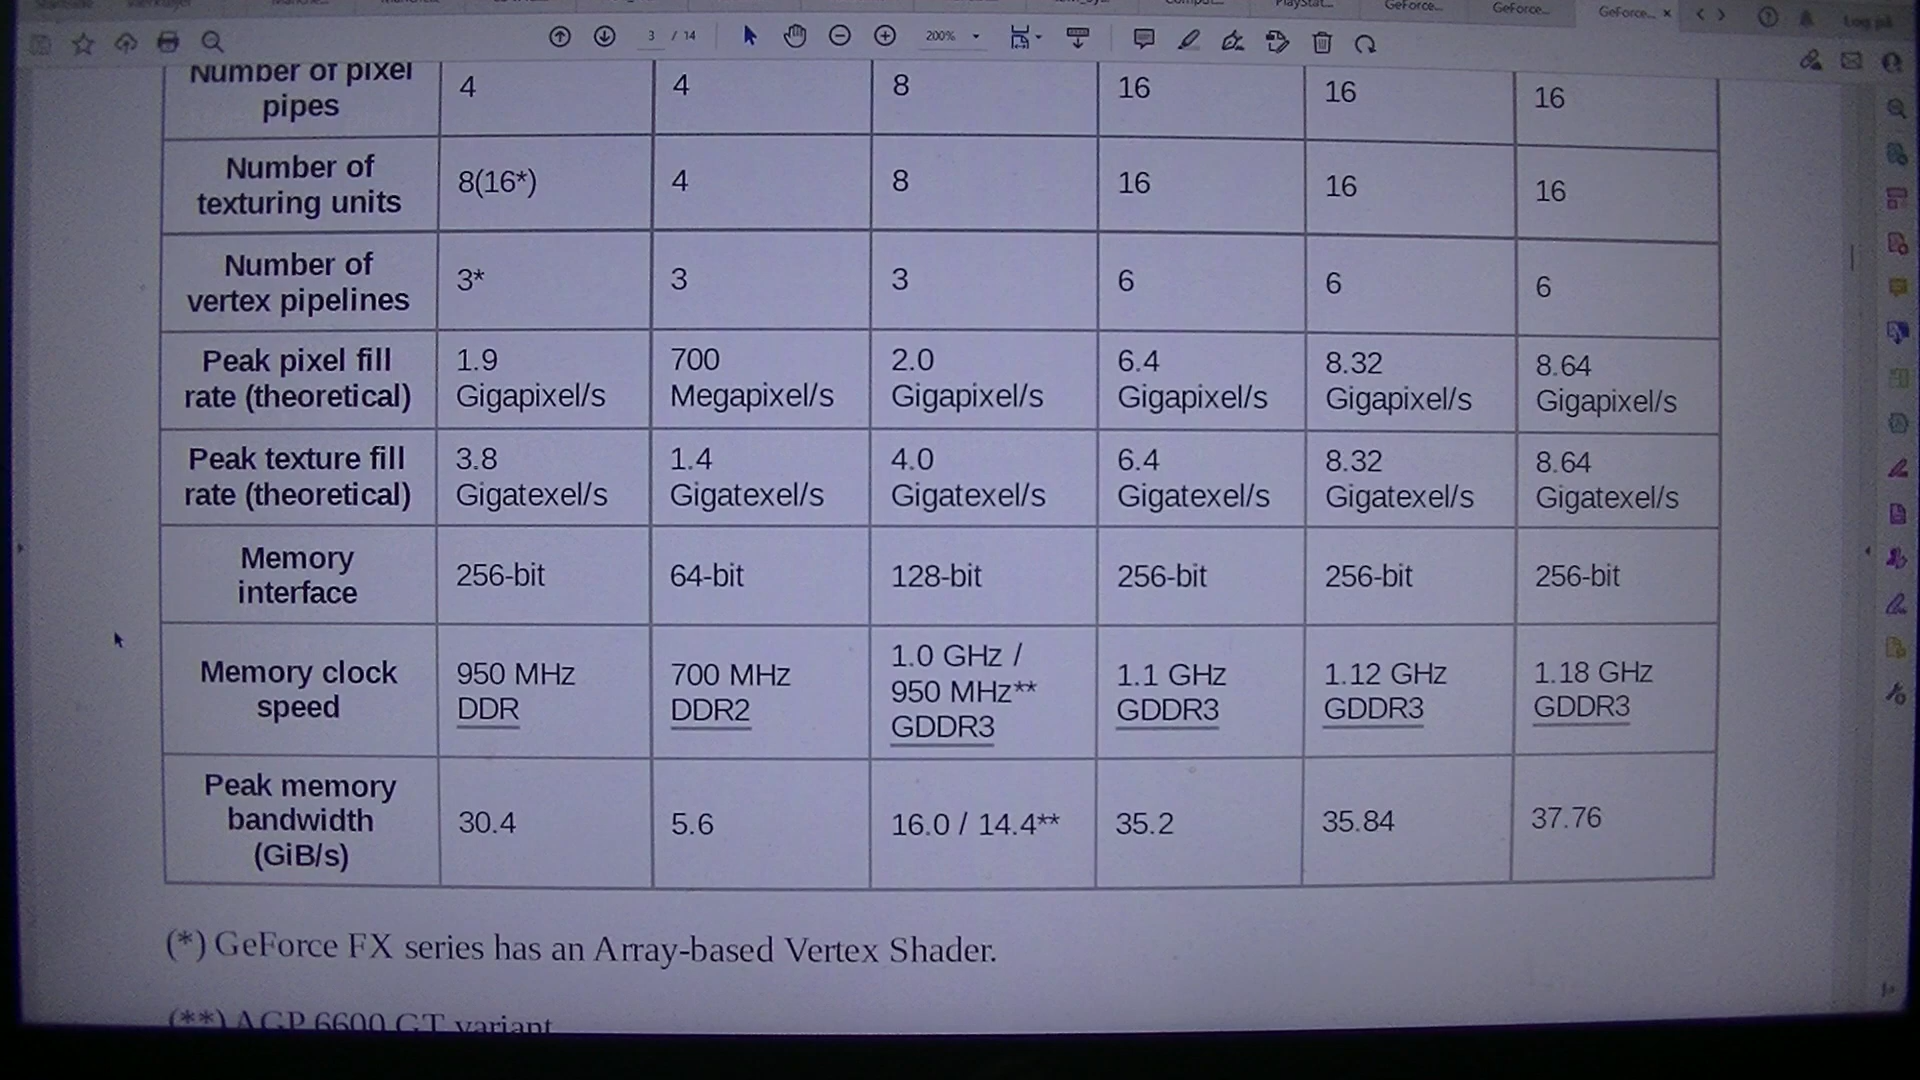 GeForce...
GeForce...
GeForce...
3 / 14
200%
Number of pixel
pipes
4
4
8
16
16
16
Number of
texturing units
8(16*)
4
8
16
16
16
Number of
vertex pipelines
3*
3
3
6
6
6
Peak pixel fill
rate (theoretical)
1.9
Gigapixel/s
700
Megapixel/s
2.0
Gigapixel/s
6.4
Gigapixel/s
8.32
Gigapixel/s
8.64
Gigapixel/s
Peak texture fill
rate (theoretical)
3.8
Gigatexel/s
1.4
Gigatexel/s
4.0
Gigatexel/s
6.4
Gigatexel/s
8.32
Gigatexel/s
8.64
Gigatexel/s
Memory
interface
256-bit
64-bit
128-bit
256-bit
256-bit
256-bit
Memory clock
speed
950 MHz
DDR
700 MHz
DDR2
1.0 GHz /
950 MHz**
GDDR3
1.1 GHz
GDDR3
1.12 GHz
GDDR3
1.18 GHz
GDDR3
Peak memory
bandwidth
(GiB/s)
30.4
5.6
16.0 / 14.4**
35.2
35.84
37.76
(*) GeForce FX series has an Array-based Vertex Shader.
(**) AGP 6600 GT variant